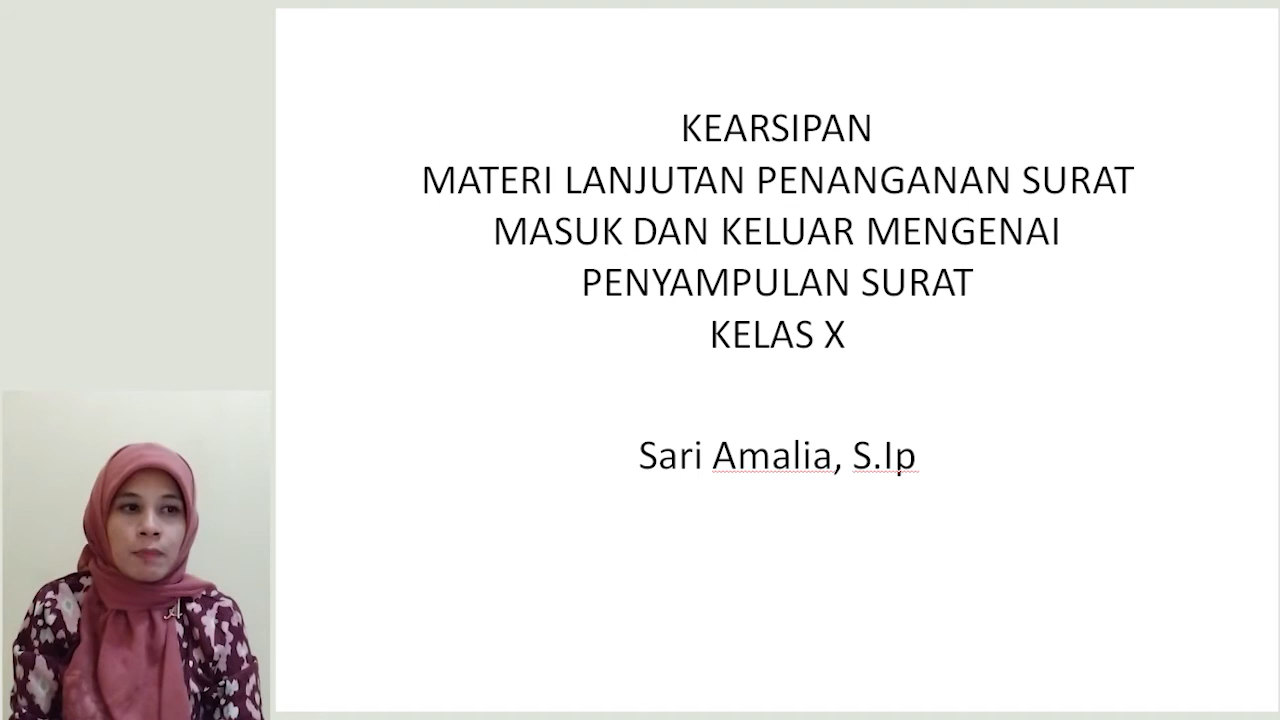 KEARSIPAN
MATERI LANJUTAN PENANGANAN SURAT
MASUK DAN KELUAR MENGENAI
PENYAMPULAN SURAT
KELAS X
Sari Amalia, S.Ip